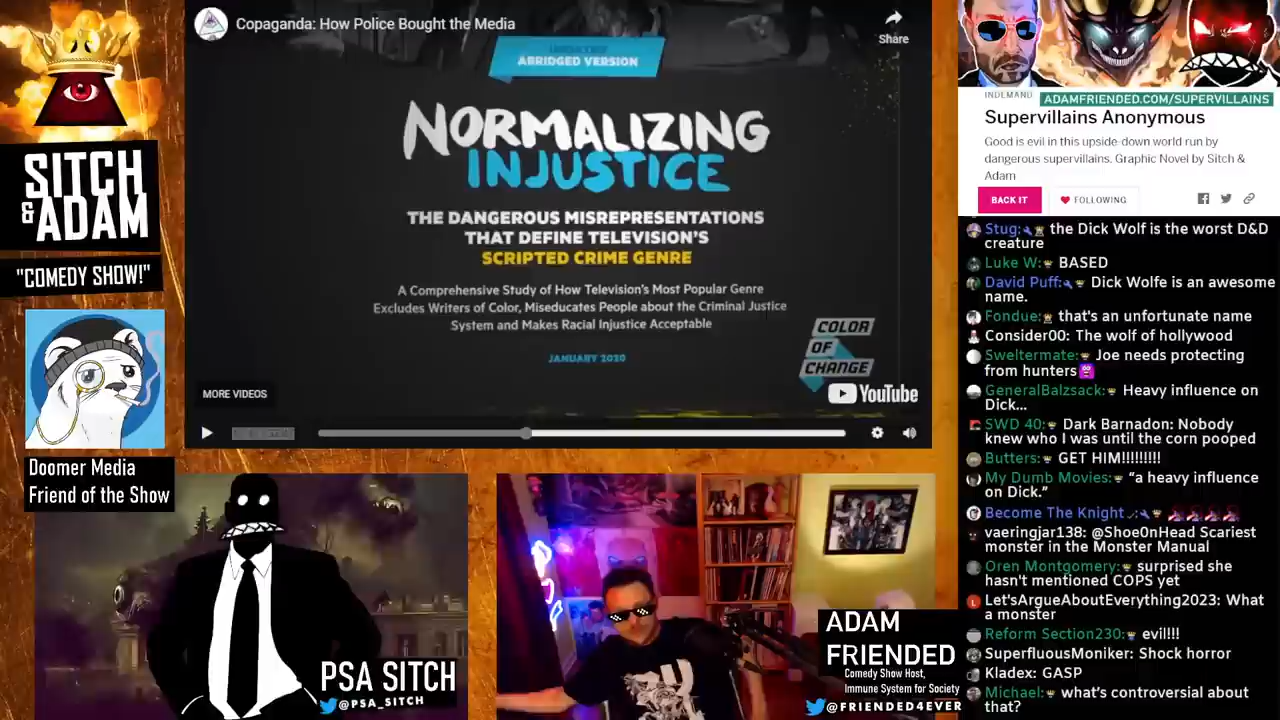 Copaganda: How Police Bought the Media
Share
ABRIDGED VERSION
NORMALIZING
INJUSTICE
THE DANGEROUS MISREPRESENTATIONS
THAT DEFINE TELEVISION'S
SCRIPTED CRIME GENRE
A Comprehensive Study of How Television's Most Popular Genre
Excludes Writers of Color, Miseducates People about the Criminal Justice
System and Makes Racial Injustice Acceptable
JANUARY 2020
COLOR
OF
CHANGE
MORE VIDEOS
YouTube
SITCH
& ADAM
"COMEDY SHOW!"
Doomer Media
Friend of the Show
PSA SITCH
@PSA_SITCH
ADAM
FRIENDED
Comedy Show Host,
Immune System for Society
@FRIENDED4EVER
INDEMAND
ADAMFRIENDED.COM/SUPERVILLAINS
Supervillains Anonymous
Good is evil in this upside-down world run by
dangerous supervillains. Graphic Novel by Sitch &
Adam
BACK IT
FOLLOWING
Stug: the Dick Wolf is the worst D&D
creature
Luke W: BASED
David Puff: Dick Wolfe is an awesome
name.
Fondue: that's an unfortunate name
Consider00: The wolf of hollywood
Sweltermate: Joe needs protecting
from hunters
GeneralBalzsack: Heavy influence on
Dick...
SWD 40: Dark Barnadon: Nobody
knew who I was until the corn pooped
Butters: GET HIM!!!!!!!!!
My Dumb Movies: “a heavy influence
on Dick.”
Become The Knight
vaeringjar138: @Shoe0nHead Scariest
monster in the Monster Manual
Oren Montgomery: surprised she
hasn't mentioned COPS yet
Let'sArgueAboutEverything2023: What
a monster
Reform Section230: evil!!!
SuperfluousMoniker: Shock horror
Kladex: GASP
Michael: what's controversial about
that?